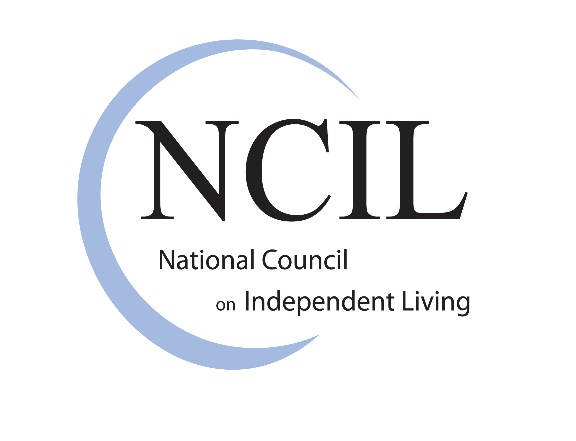 NCIL
National Council
on Independent Living